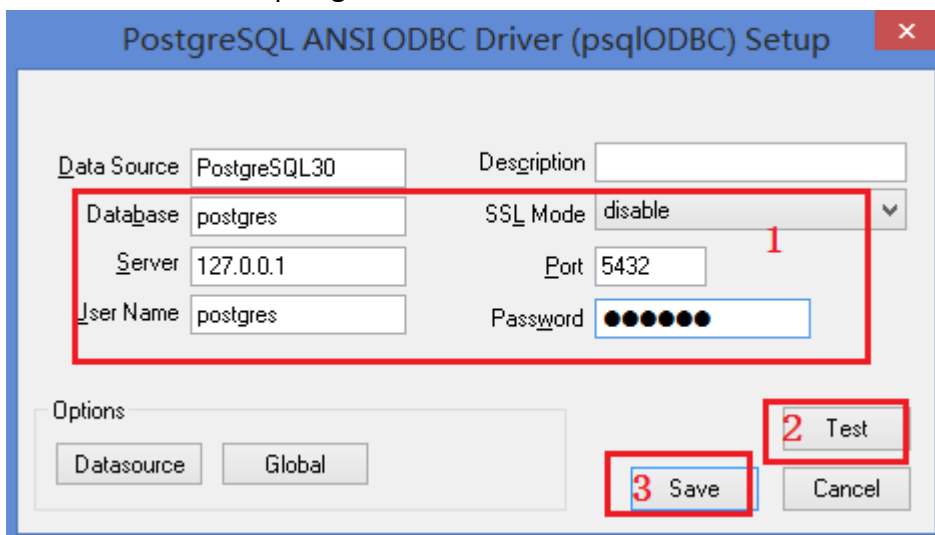 PostgreSQL ANSI ODBC Driver (psqlODBC) Setup
Data Source PostgreSQL30 Description
Database postgres SSL Mode disable
1
Server 127.0.0.1 Port 5432
User Name postgres Password ●●●●●●
Options
2 Test
Datasource Global
3 Save Cancel